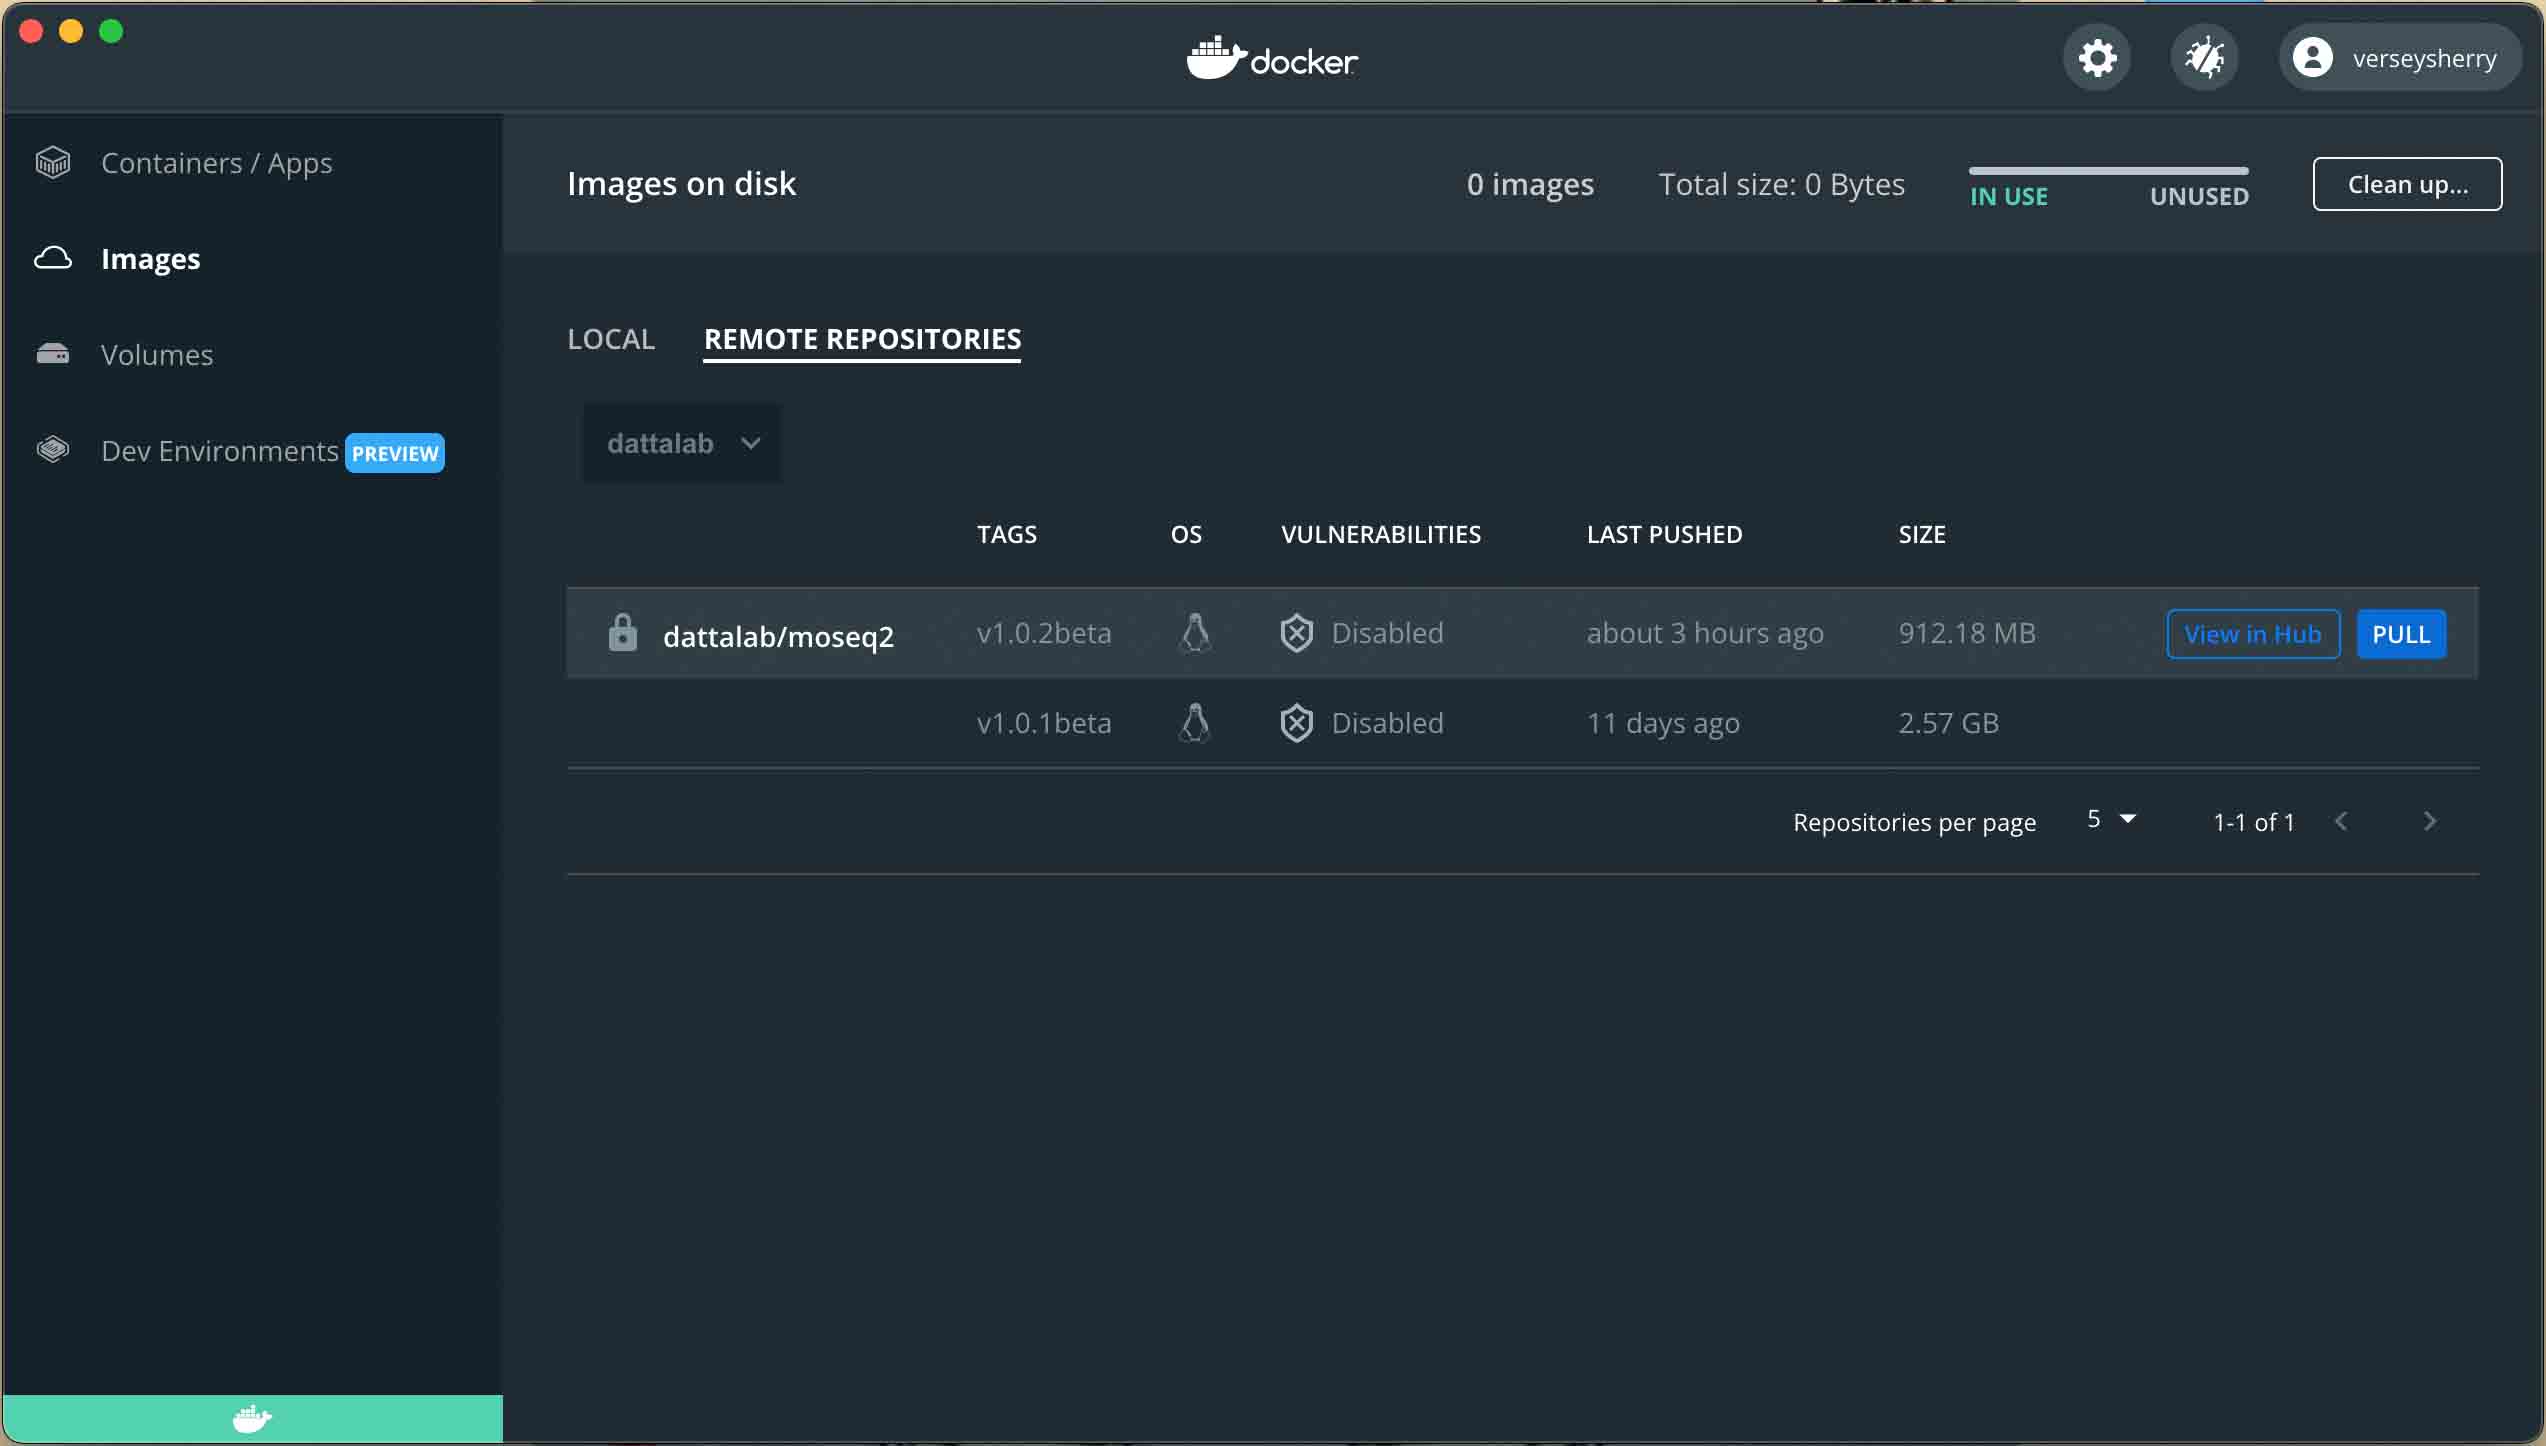 docker
verseysherry
Containers / Apps
Images
Volumes
Dev Environments PREVIEW
Images on disk
0 images
Total size: 0 Bytes
IN USE
UNUSED
Clean up...
LOCAL
REMOTE REPOSITORIES
dattalab
TAGS OS VULNERABILITIES LAST PUSHED SIZE
dattalab/moseq2 v1.0.2beta Disabled about 3 hours ago 912.18 MB View in Hub PULL
v1.0.1beta Disabled 11 days ago 2.57 GB
Repositories per page 5 1-1 of 1